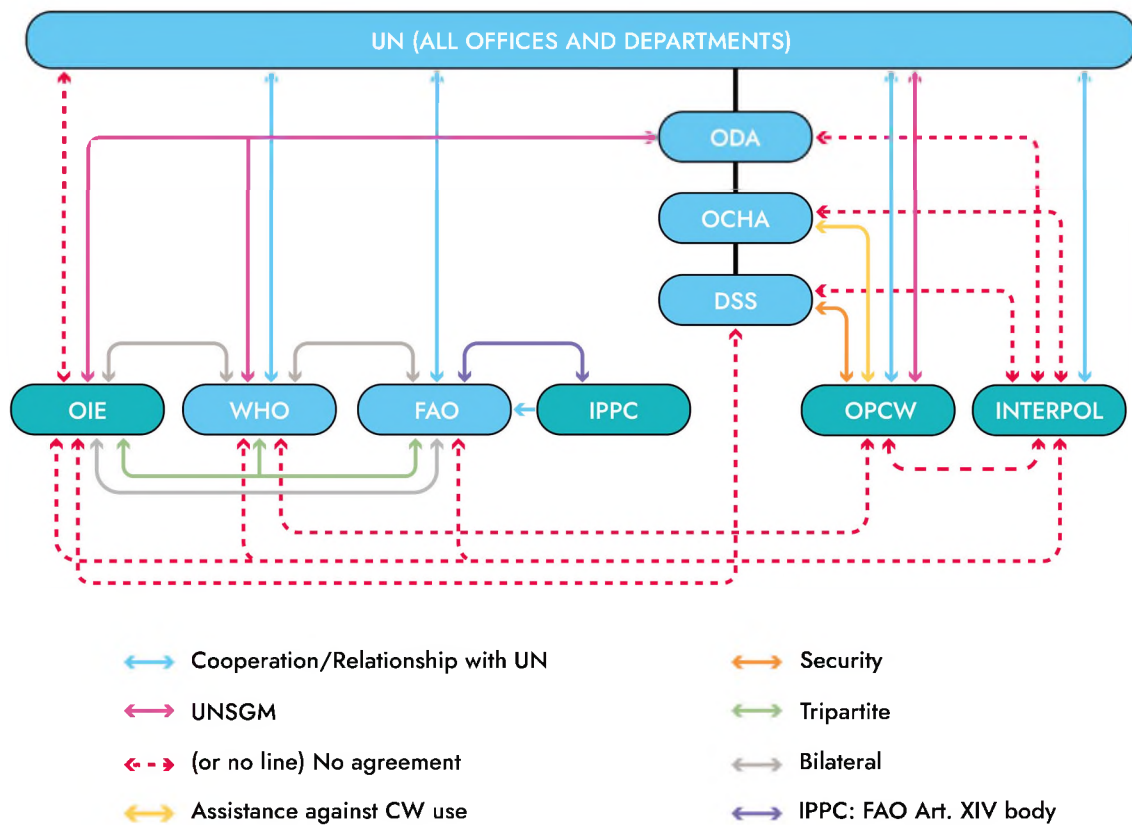 UN (ALL OFFICES AND DEPARTMENTS)
ODA
OCHA
DSS
OIE
WHO
FAO
IPPC
OPCW
INTERPOL
Cooperation/Relationship with UN
UNSGM
(or no line) No agreement
Assistance against CW use
Security
Tripartite
Bilateral
IPPC: FAO Art. XIV body